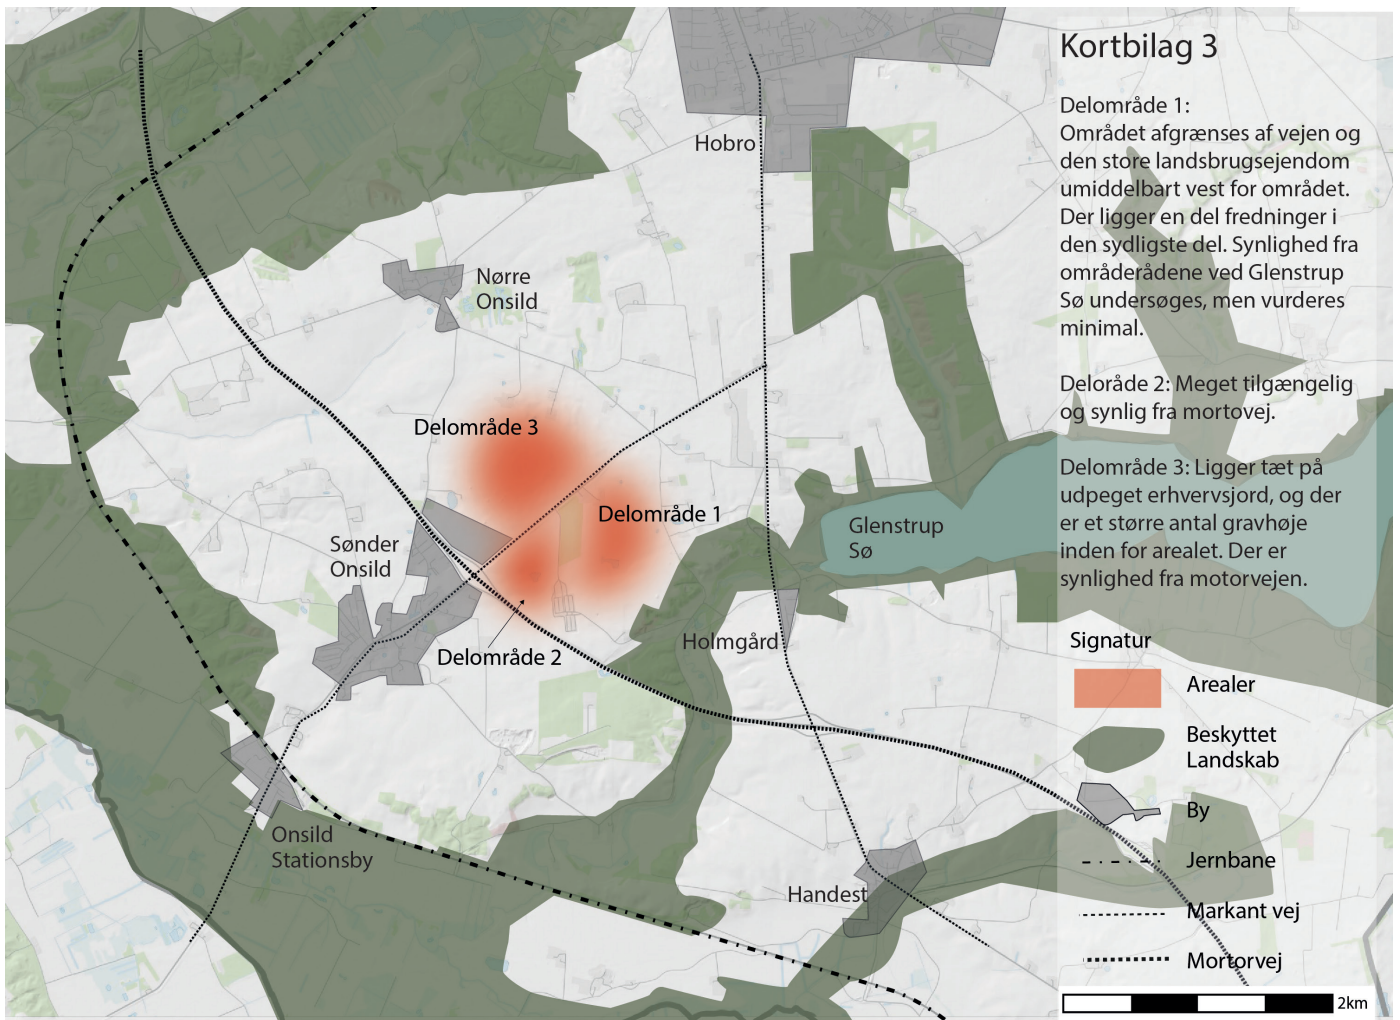 Kortbilag 3
Delområde 1:
Området afgrænses af vejen og
den store landsbrugsejendom
umiddelbart vest for området.
Der ligger en del fredninger i
den sydligste del. Synlighed fra
områderådene ved Glenstrup
Sø undersøges, men vurderes
minimal.
Deloråde 2: Meget tilgængelig
og synlig fra mortovej.
Delområde 3: Ligger tæt på
udpeget erhvervsjord, og der
er et større antal gravhøje
inden for arealet. Der er
synlighed fra motorvejen.
Signatur
Arealer
Beskyttet
Landskab
By
Jernbane
Markant vej
Mortorvej
2km
Hobro
Nørre
Onsild
Delområde 3
Delområde 1
Glenstrup
Sø
Sønder
Onsild
Delområde 2
Holmgård
Onsild
Stationsby
Handest